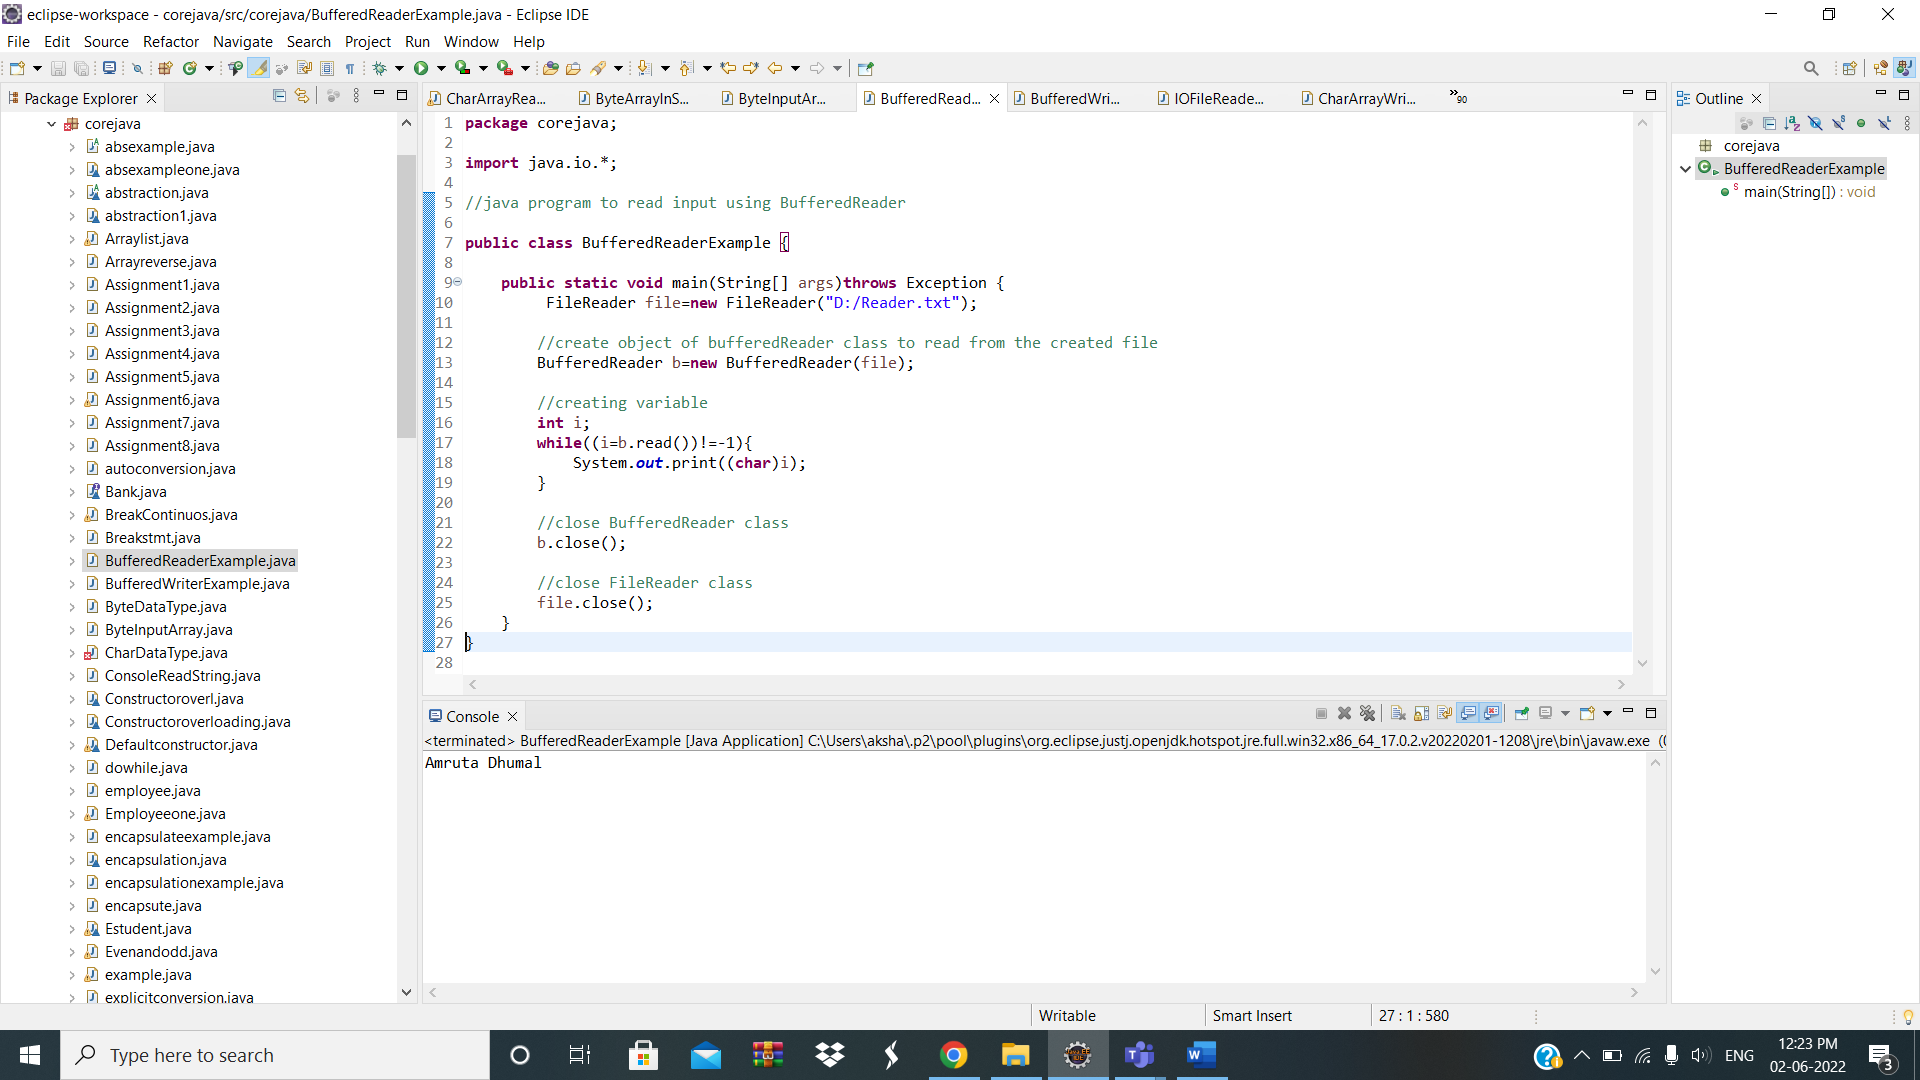 eclipse-workspace - corejava/src/corejava/BufferedReaderExample.java - Eclipse IDE
File Edit Source Refactor Navigate Search Project Run Window Help
Package Explorer
corejava
absexample.java
absexampleone.java
abstraction.java
abstraction1.java
Arraylist.java
Arrayreverse.java
Assignment1.java
Assignment2.java
Assignment3.java
Assignment4.java
Assignment5.java
Assignment6.java
Assignment7.java
Assignment8.java
autoconversion.java
Bank.java
BreakContinuos.java
Breakstmt.java
BufferedReaderExample.java
BufferedWriterExample.java
ByteDataType.java
ByteInputArray.java
CharDataType.java
ConsoleReadString.java
Constructoroverl.java
Constructoroverloading.java
Defaultconstructor.java
dowhile.java
employee.java
Employeeone.java
encapsulateexample.java
encapsulation.java
encapsulationexample.java
encapsute.java
Estudent.java
Evenandodd.java
example.java
explicitconversion.java
CharArrayRea... ByteArrayInS... ByteInputAr... BufferedRead... BufferedWri... IOFileReade... CharArrayWri... »90
1 package corejava;
2
3 import java.io.*;
4
5 //java program to read input using BufferedReader
6
7 public class BufferedReaderExample {
8
9 public static void main(String[] args)throws Exception {
10 FileReader file=new FileReader("D:/Reader.txt");
11
12 //create object of bufferedReader class to read from the created file
13 BufferedReader b=new BufferedReader(file);
14
15 //creating variable
16 int i;
17 while((i=b.read())!=-1){
18 System.out.print((char)i);
19 }
20
21 //close BufferedReader class
22 b.close();
23
24 //close FileReader class
25 file.close();
26 }
27 }
28
Console
<terminated> BufferedReaderExample [Java Application] C:\Users\aksha\.p2\pool\plugins\org.eclipse.justj.openjdk.hotspot.jre.full.win32.x86_64_17.0.2.v20220201-1208\jre\bin\javaw.exe (0
Amruta Dhumal
Outline
corejava
BufferedReaderExample
main(String[]) : void
Writable Smart Insert 27 : 1 : 580
Type here to search
ENG
12:23 PM
02-06-2022
3